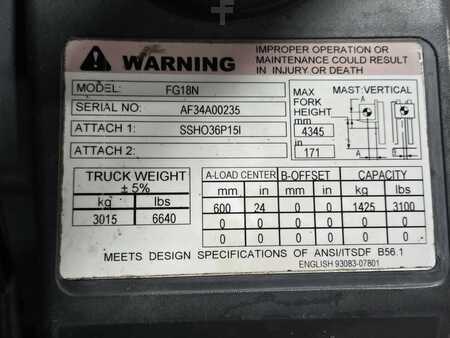 WARNING
IMPROPER OPERATION OR
MAINTENANCE COULD RESULT
IN INJURY OR DEATH
MODEL: FG18N
SERIAL NO: AF34A00235
ATTACH 1: SSHO36P15I
ATTACH 2:
MAX
FORK
HEIGHT
mm
4345
in
171
MAST:VERTICAL
A
B
TRUCK WEIGHT
± 5%
kg lbs
3015 6640
A-LOAD CENTER B-OFFSET CAPACITY
mm in mm in kg lbs
600 24 0 0 1425 3100
0 0 0 0 0 0
0 0 0 0 0 0
MEETS DESIGN SPECIFICATIONS OF ANSI/ITSDF B56.1
ENGLISH 93083-07801